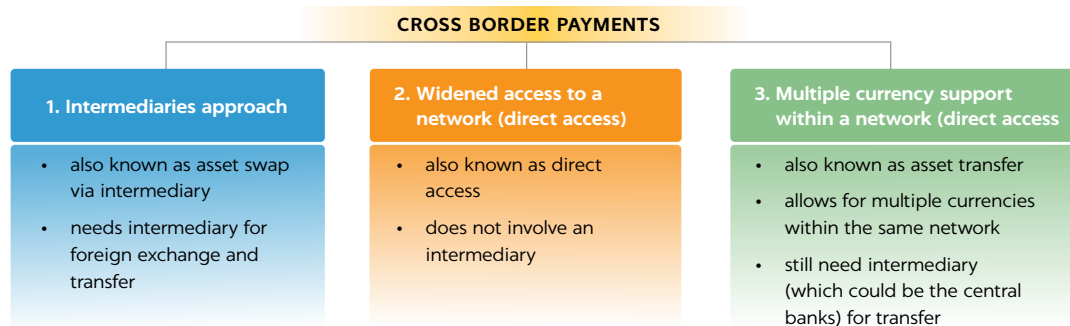 CROSS BORDER PAYMENTS
1. Intermediaries approach
• also known as asset swap
via intermediary
• needs intermediary for
foreign exchange and
transfer
2. Widened access to a
network (direct access)
• also known as direct
access
• does not involve an
intermediary
3. Multiple currency support
within a network (direct access
• also known as asset transfer
• allows for multiple currencies
within the same network
• still need intermediary
(which could be the central
banks) for transfer